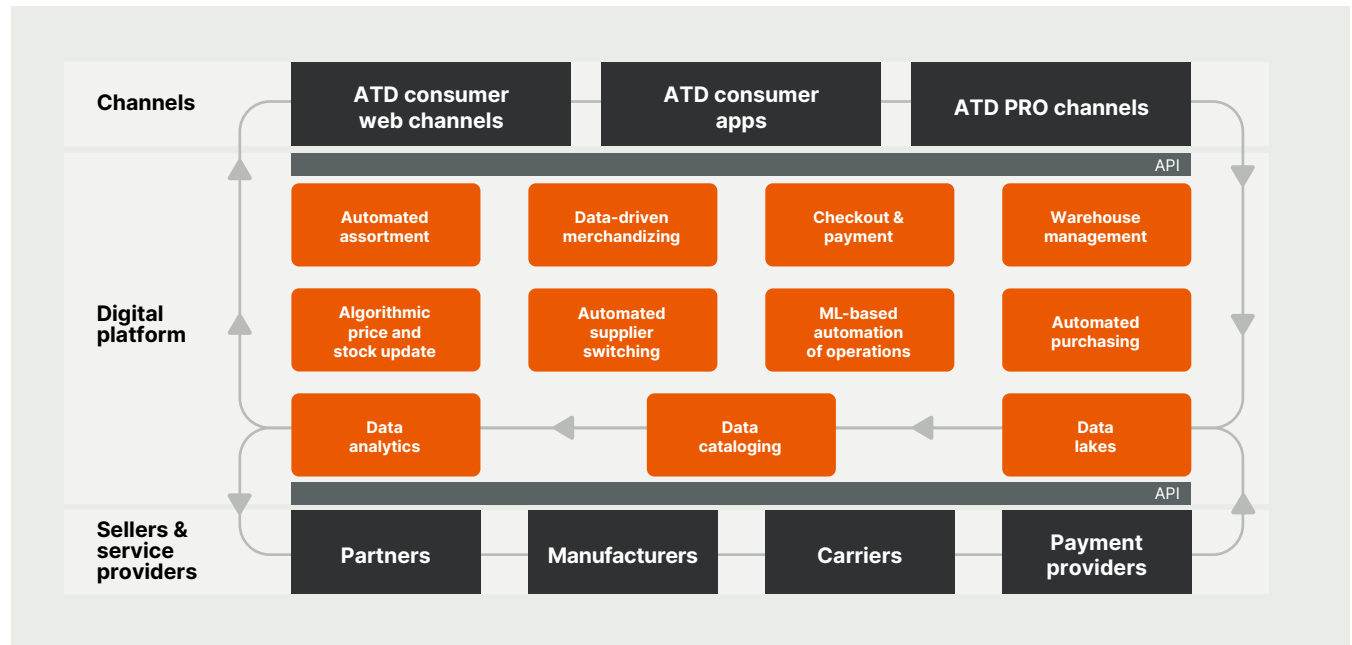 Channels
ATD consumer
web channels
ATD consumer
apps
ATD PRO channels
API
Digital
platform
Automated
assortment
Data-driven
merchandizing
Checkout &
payment
Warehouse
management
Algorithmic
price and
stock update
Automated
supplier
switching
ML-based
automation
of operations
Automated
purchasing
Data
analytics
Data
cataloging
Data
lakes
API
Sellers &
service
providers
Partners
Manufacturers
Carriers
Payment
providers